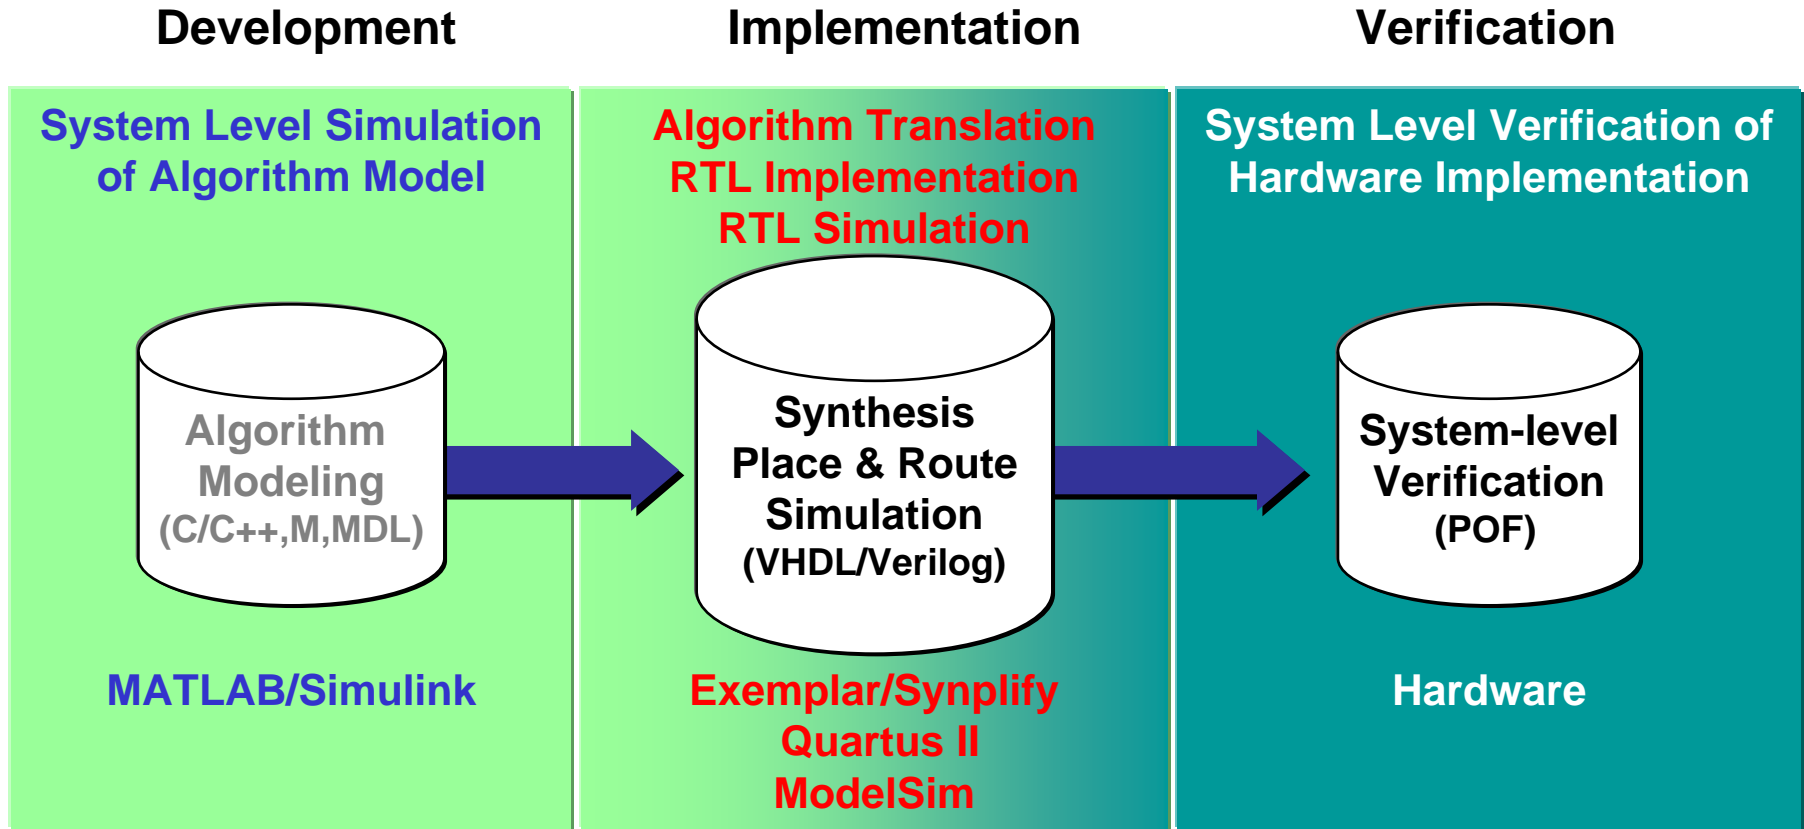 Development
Implementation
Verification
System Level Simulation
of Algorithm Model
Algorithm Translation
RTL Implementation
RTL Simulation
System Level Verification of
Hardware Implementation
Algorithm
Modeling
(C/C++,M,MDL)
Synthesis
Place & Route
Simulation
(VHDL/Verilog)
System-level
Verification
(POF)
MATLAB/Simulink
Exemplar/Synplify
Quartus II
ModelSim
Hardware